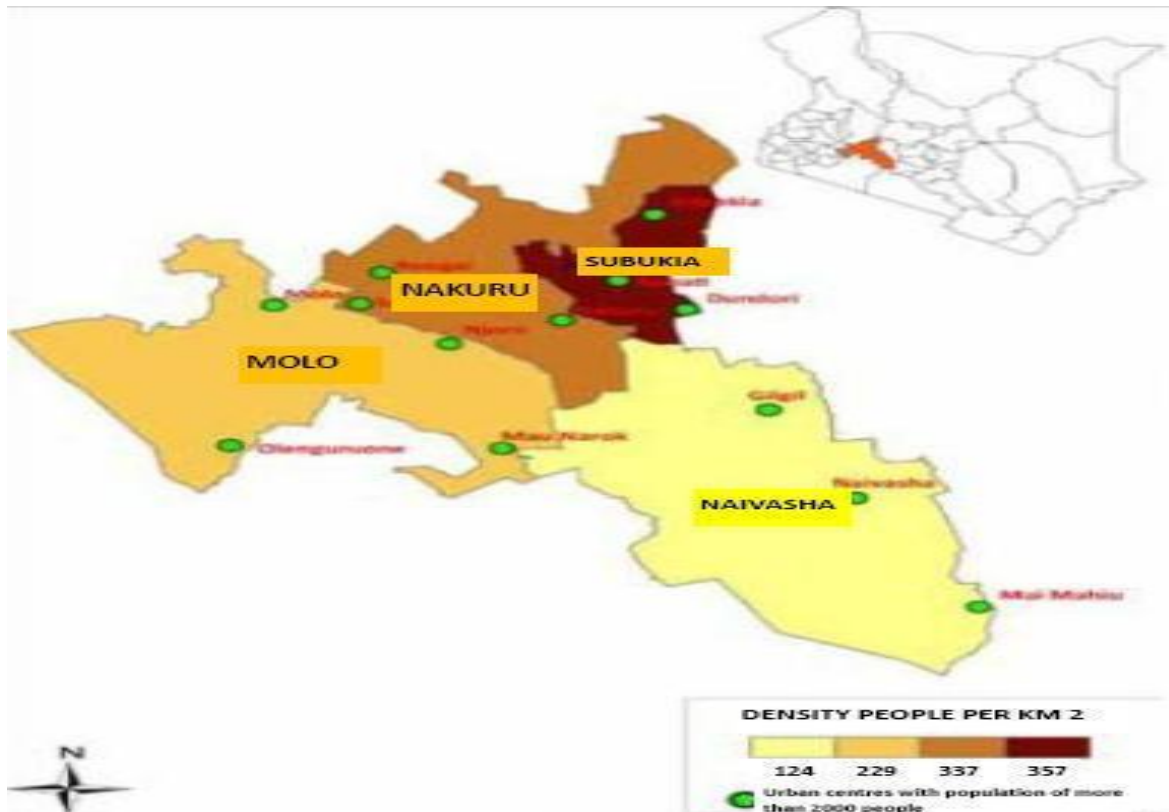 SUBUKIA
Dundori
NAKURU
Njoro
MOLO
Gilgil
Olenguruone
Mau Narok
Naivasha
NAIVASHA
Mai Mahiu
DENSITY PEOPLE PER KM 2
124 229 337 357
N
Urban centres with population of more
than 2000 people